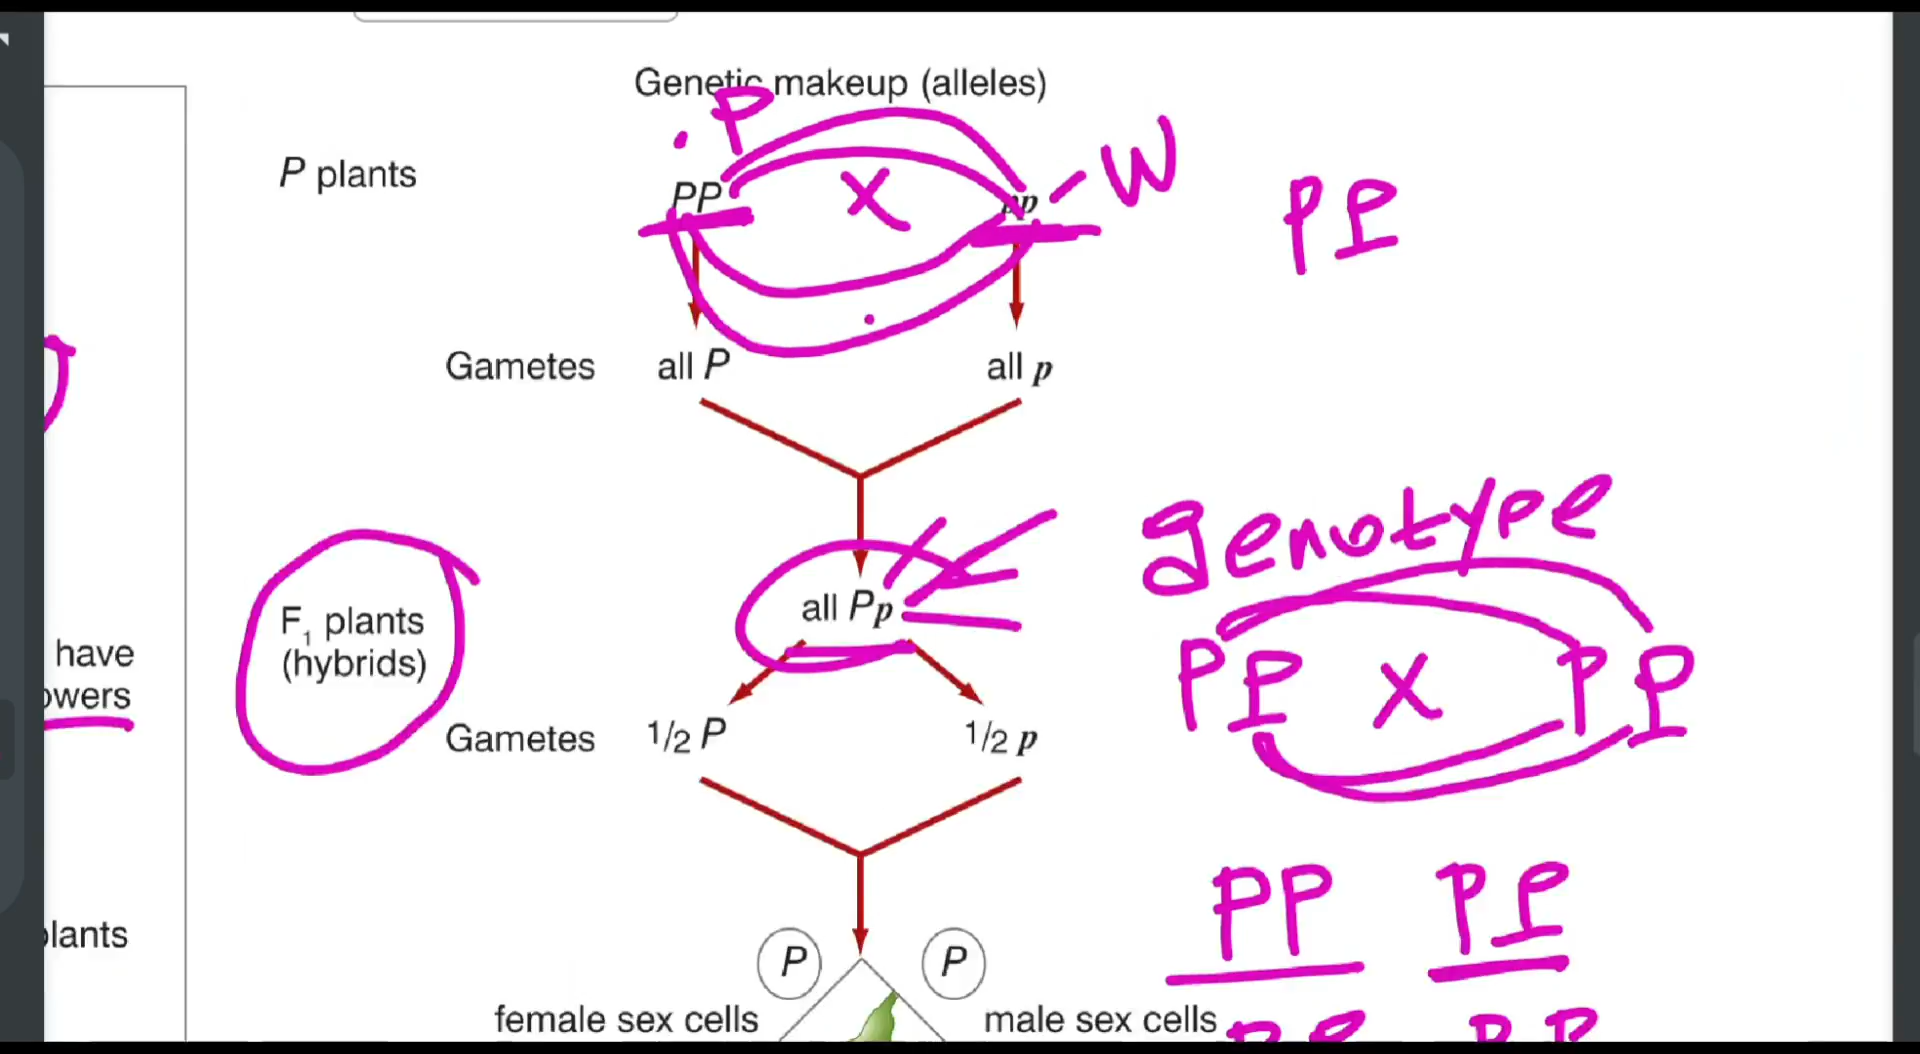 Genetic makeup (alleles)
P
W
P plants
PP
X
pp
PP
Gametes
all P
all p
genotype
F1 plants
(hybrids)
all Pp
have
owers
PP X PP
Gametes
1/2 P
1/2 p
PP PP
lants
P
P
female sex cells
male sex cells